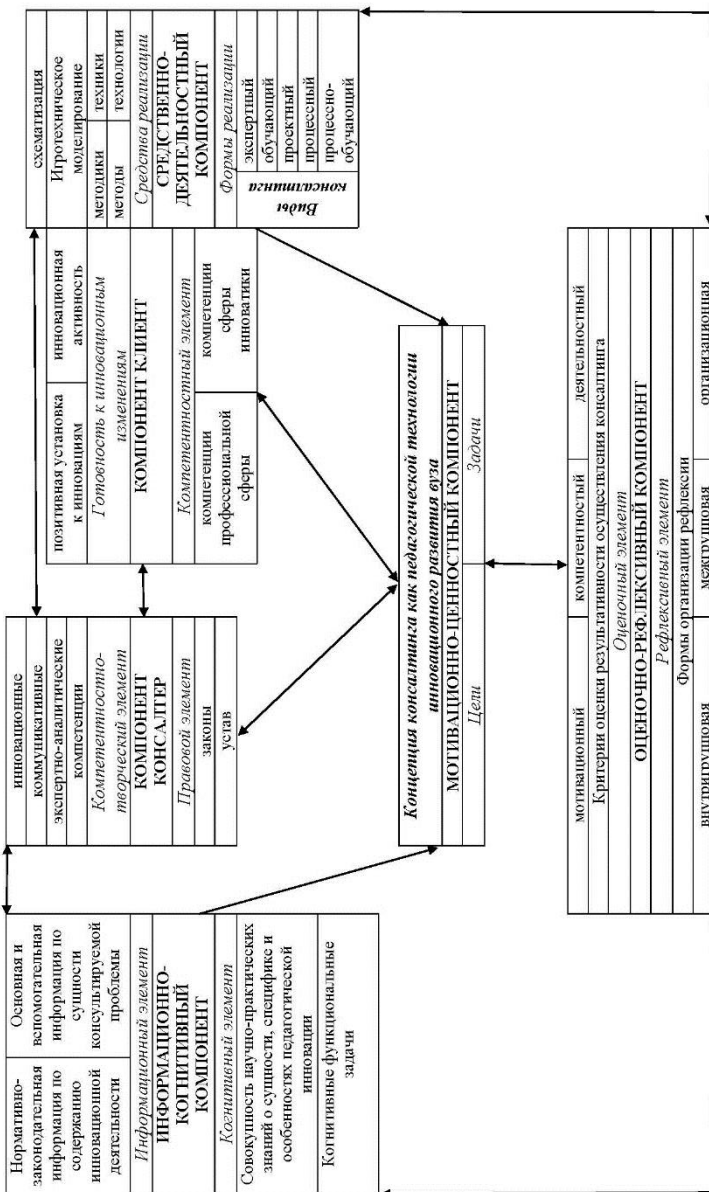 Нормативно-
законодательная
информация по
содержанию
инновационной
деятельности
Основная и
вспомогательная
информация по
сущности
консультируемой
проблемы
Информационный элемент
ИНФОРМАЦИОННО-
КОГНИТИВНЫЙ
КОМПОНЕНТ
Когнитивный элемент
Совокупность научно-практических
знаний о сущности, специфике и
особенностях педагогической
инновации
Когнитивные функциональные
задачи
инновационные
коммуникативные
экспертно-аналитические
компетенции
Компетентностно-
творческий элемент
КОМПОНЕНТ
КОНСАЛТЕР
Правовой элемент
законы
устав
позитивная установка
к инновациям
инновационная
активность
Готовность к инновационным
изменениям
КОМПОНЕНТ КЛИЕНТ
Компетентностный элемент
компетенции
профессиональной
сферы
компетенции
сферы
инноватики
схематизация
Игротехническое
моделирование
методики
техники
методы
технологии
Средства реализации
СРЕДСТВЕННО-
ДЕЯТЕЛЬНОСТНЫЙ
КОМПОНЕНТ
Формы реализации
Виды
консалтинга
экспертный
обучающий
проектный
процессный
процессно-
обучающий
Концепция консалтинга как педагогической технологии
инновационного развития вуза
МОТИВАЦИОННО-ЦЕННОСТНЫЙ КОМПОНЕНТ
Цели
Задачи
мотивационный
компетентостный
деятельностный
Критерии оценки результативности осуществления консалтинга
Оценочный элемент
ОЦЕНОЧНО-РЕФЛЕКСИВНЫЙ КОМПОНЕНТ
Рефлексивный элемент
Формы организации рефлексии
внутригрупповая
межгрупповая
организационная